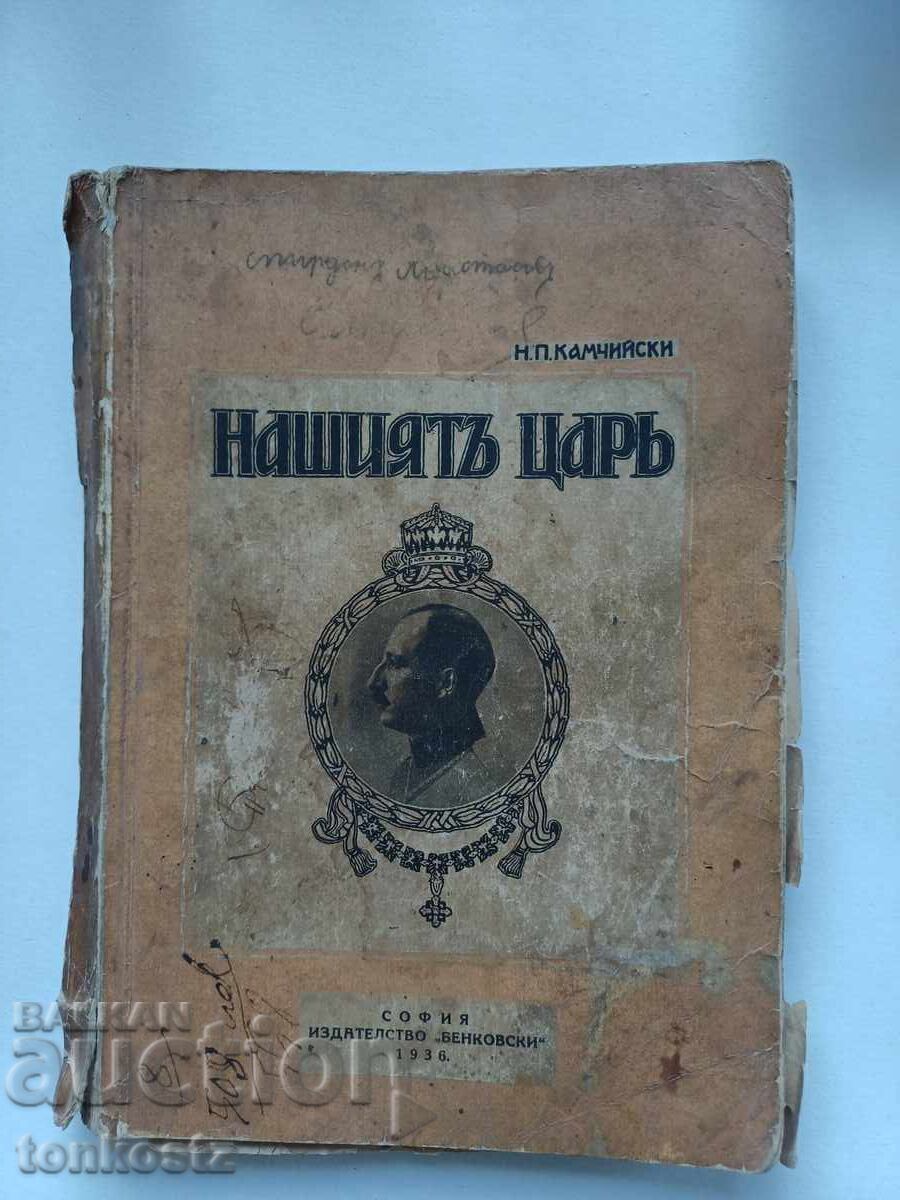 Н.П.КАМЧИЙСКИ
НАШИЯТЪ ЦАРЬ
СОФИЯ
ИЗДАТЕЛСТВО „БЕНКОВСКИ“
1936.
BALKAN
auction
tonkostz